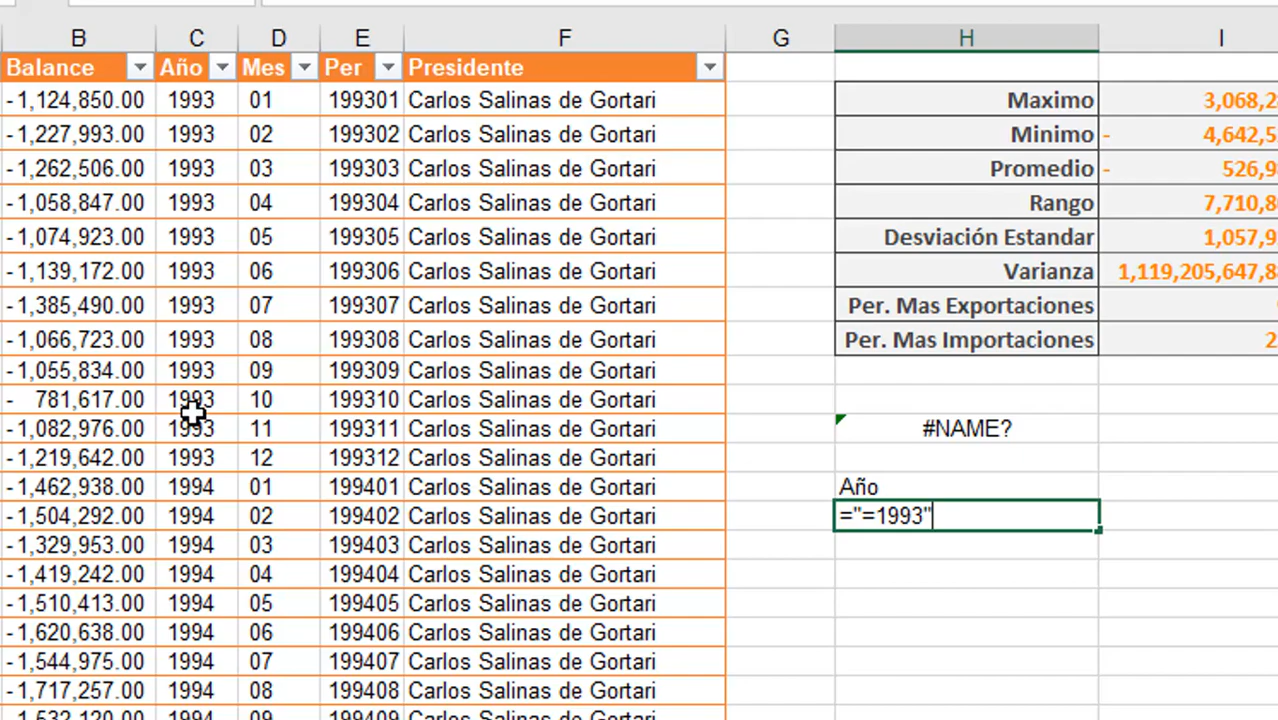 B C D E F G H I
Balance Año Mes Per Presidente
-1,124,850.00 1993 01 199301 Carlos Salinas de Gortari Maximo 3,068,2
-1,227,993.00 1993 02 199302 Carlos Salinas de Gortari Minimo - 4,642,5
-1,262,506.00 1993 03 199303 Carlos Salinas de Gortari Promedio - 526,9
-1,058,847.00 1993 04 199304 Carlos Salinas de Gortari Rango 7,710,8
-1,074,923.00 1993 05 199305 Carlos Salinas de Gortari Desviación Estandar 1,057,9
-1,139,172.00 1993 06 199306 Carlos Salinas de Gortari Varianza 1,119,205,647,8
-1,385,490.00 1993 07 199307 Carlos Salinas de Gortari Per. Mas Exportaciones
-1,066,723.00 1993 08 199308 Carlos Salinas de Gortari Per. Mas Importaciones 2
-1,055,834.00 1993 09 199309 Carlos Salinas de Gortari
- 781,617.00 1993 10 199310 Carlos Salinas de Gortari
-1,082,976.00 1993 11 199311 Carlos Salinas de Gortari #NAME?
-1,219,642.00 1993 12 199312 Carlos Salinas de Gortari
-1,462,938.00 1994 01 199401 Carlos Salinas de Gortari Año
-1,504,292.00 1994 02 199402 Carlos Salinas de Gortari ="=1993"
-1,329,953.00 1994 03 199403 Carlos Salinas de Gortari
-1,419,242.00 1994 04 199404 Carlos Salinas de Gortari
-1,510,413.00 1994 05 199405 Carlos Salinas de Gortari
-1,620,638.00 1994 06 199406 Carlos Salinas de Gortari
-1,544,975.00 1994 07 199407 Carlos Salinas de Gortari
-1,717,257.00 1994 08 199408 Carlos Salinas de Gortari
-1,532,120.00 1994 09 199409 Carlos Salinas de Gortari